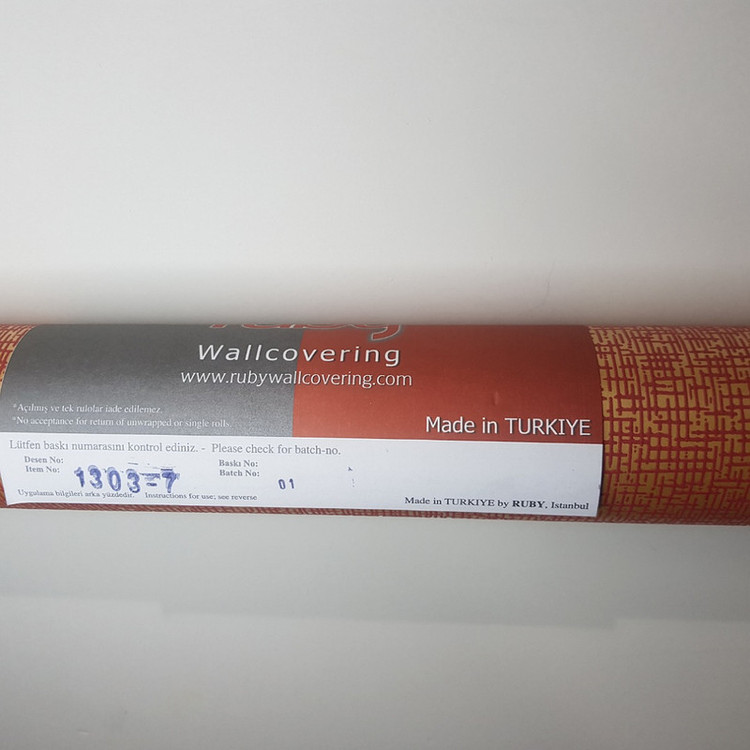 ruby
Wallcovering
www.rubywallcovering.com
*Açılmış ve tek rulolar iade edilemez.
*No acceptance for return of unwrapped or single rolls.
Made in TURKIYE
Lütfen baskı numarasını kontrol ediniz. - Please check for batch-no.
Desen No:
Item No: 1303-7
Baskı No:
Batch No: 01
Uygulama bilgileri arka yüzdedir. Instructions for use; see reverse
Made in TURKIYE by RUBY, Istanbul